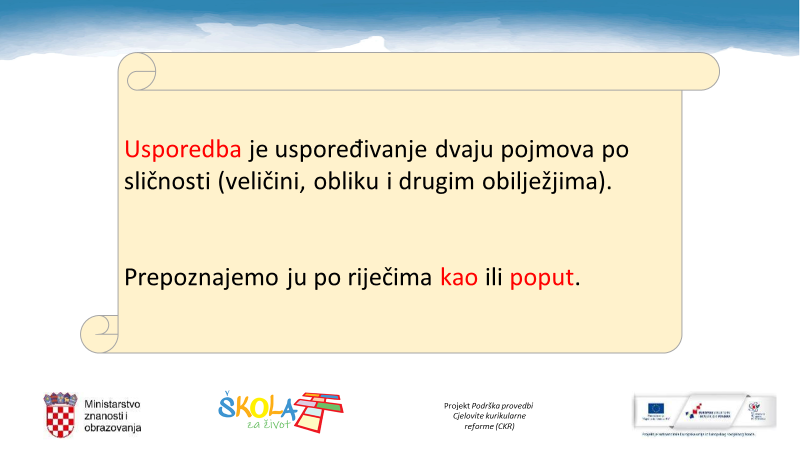 Usporedba je uspoređivanje dvaju pojmova po
sličnosti (veličini, obliku i drugim obilježjima).
Prepoznajemo ju po riječima kao ili poput.
Ministarstvo
znanosti i
obrazovanja
ŠKOLA
za život
Projekt Podrška provedbi
Cjelovite kurikularne
reforme (CKR)